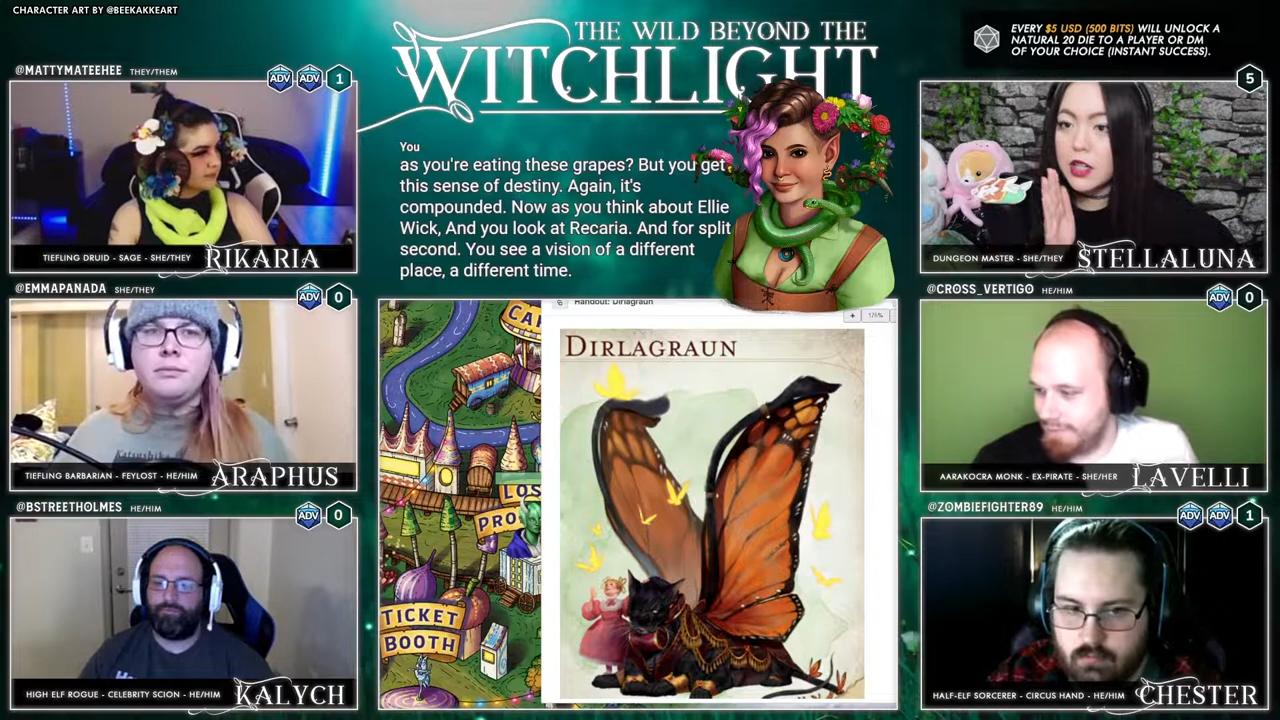 CHARACTER ART BY @BEEKAKKEART
THE WILD BEYOND THE
WITCHLIGHT
EVERY $5 USD (500 BITS) WILL UNLOCK A
NATURAL 20 DIE TO A PLAYER OR DM
OF YOUR CHOICE (INSTANT SUCCESS).
@MATTYMATEEHEE THEY/THEM
ADV ADV 1
TIEFLING DRUID - SAGE - SHE/THEY RIKARIA
5
DUNGEON MASTER - SHE/THEY STELLALUNA
You
as you're eating these grapes? But you get
this sense of destiny. Again, it's
compounded. Now as you think about Ellie
Wick, And you look at Recaria. And for split
second. You see a vision of a different
place, a different time.
@EMMAPANADA SHE/THEY
ADV 0
TIEFLING BARBARIAN - FEYLOST - HE/HIM ARAPHUS
@CROSS_VERTIGO HE/HIM
ADV 0
AARAKOCRA MONK - EX-PIRATE - SHE/HER LAVELLI
Handout: Dirlagraun
+ 175%
DIRLAGRAUN
CA
LOS
PRO
TICKET
BOOTH
@BSTREETHOLMES HE/HIM
ADV 0
HIGH ELF ROGUE - CELEBRITY SCION - HE/HIM KALYCH
@ZOMBIEFIGHTER89 HE/HIM
ADV ADV 1
HALF-ELF SORCERER - CIRCUS HAND - HE/HIM CHESTER